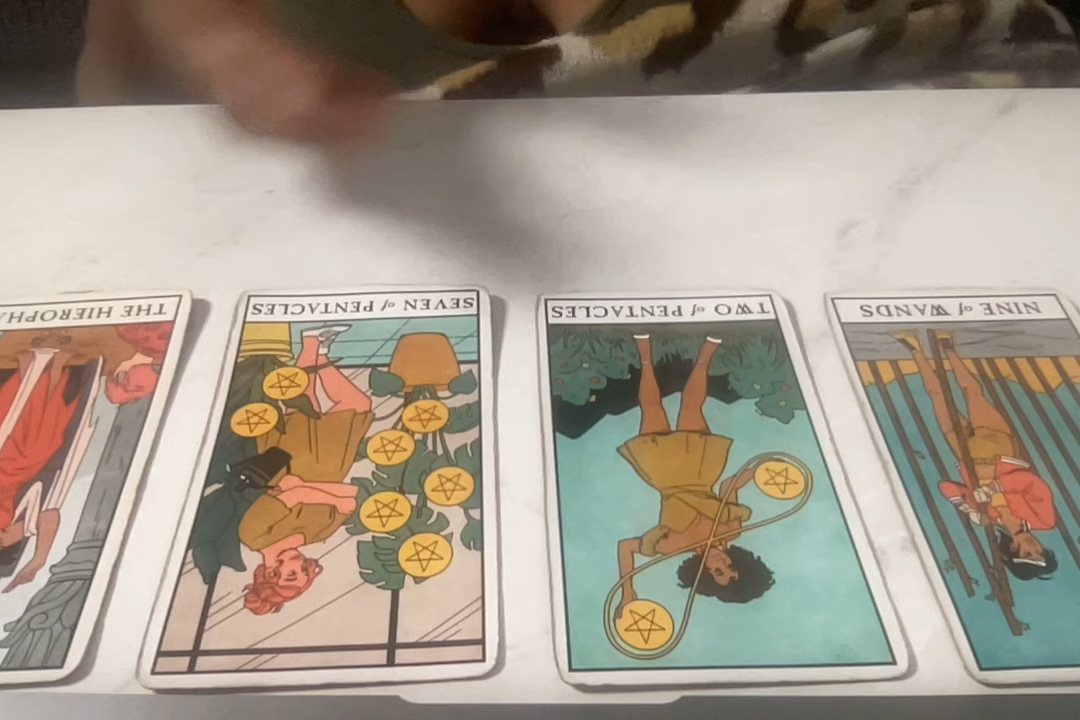 THE HIEROPHA
SEVEN of PENTACLES
TWO of PENTACLES
NINE of WANDS